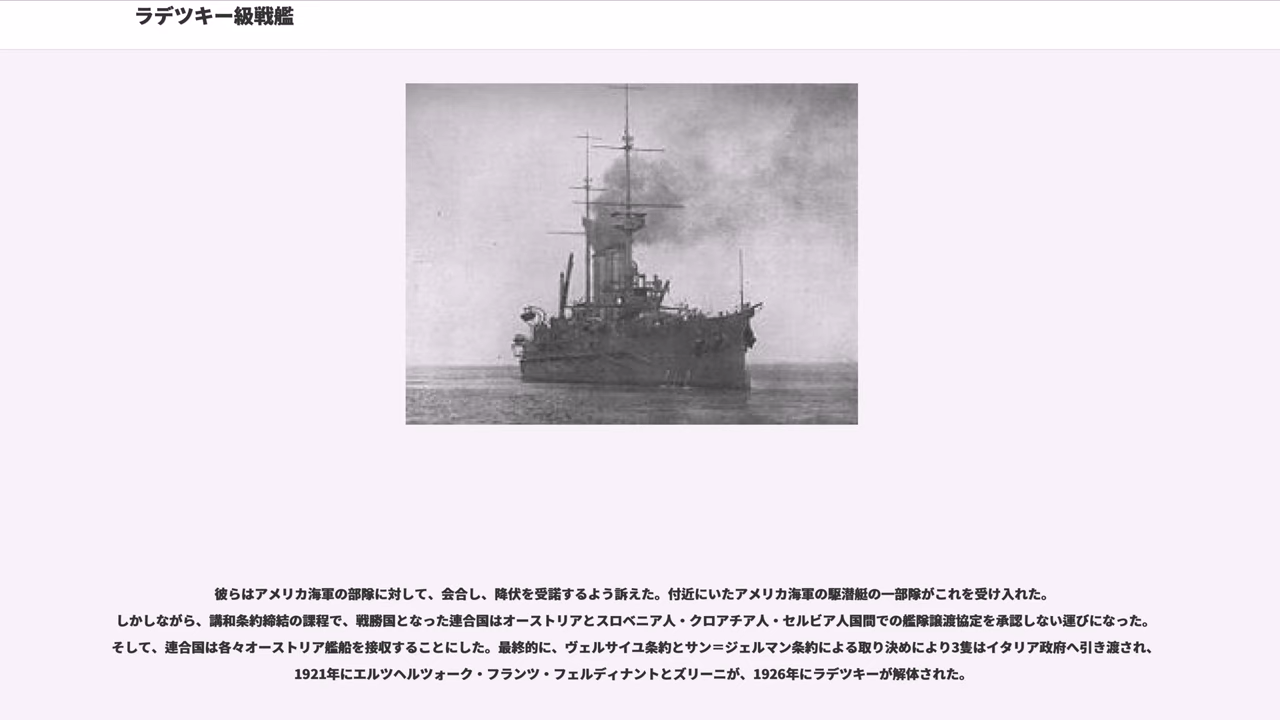 ラデツキー級戦艦
彼らはアメリカ海軍の部隊に対して、会合し、降伏を受諾するよう訴えた。付近にいたアメリカ海軍の駆潜艇の一部隊がこれを受け入れた。
しかしながら、講和条約締結の課程で、戦勝国となった連合国はオーストリアとスロベニア人・クロアチア人・セルビア人国間での艦隊譲渡協定を承認しない運びになった。
そして、連合国は各々オーストリア艦船を接収することにした。最終的に、ヴェルサイユ条約とサン＝ジェルマン条約による取り決めにより3隻はイタリア政府へ引き渡され、
1921年にエルツヘルツォーク・フランツ・フェルディナントとズリーニが、1926年にラデツキーが解体された。